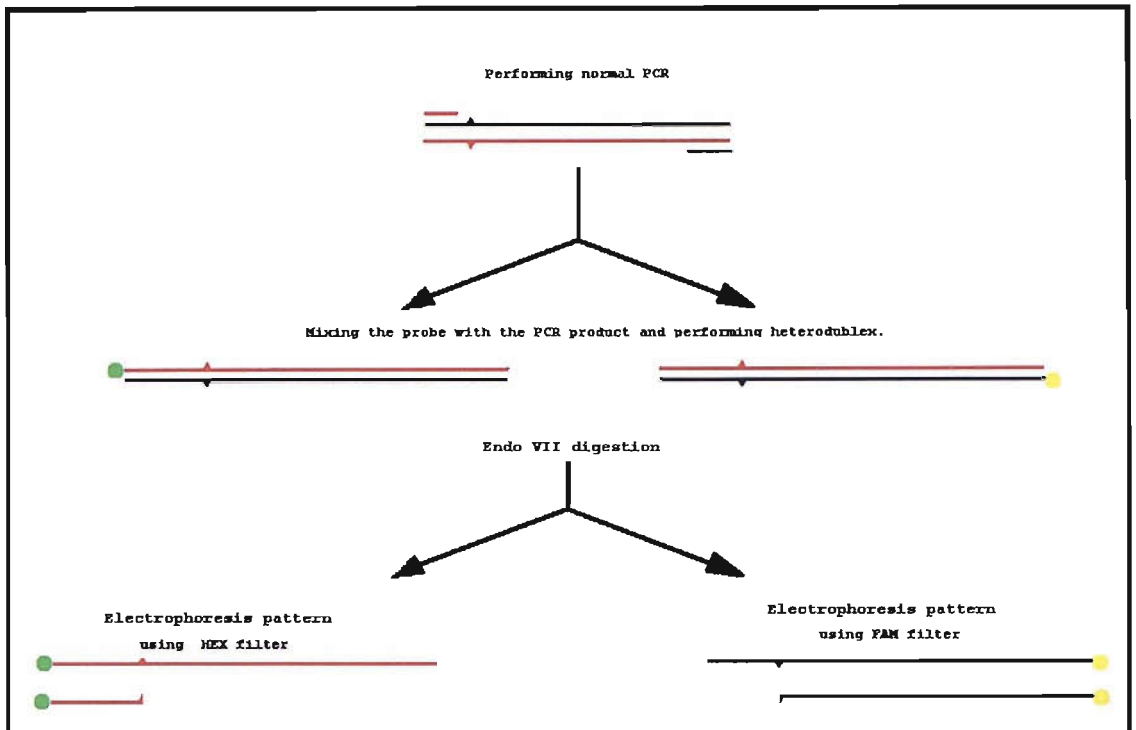 Performing normal PCR
Mixing the probe with the PCR product and performing heterodublex.
Endo VII digestion
Electrophoresis pattern
using HEX filter
Electrophoresis pattern
using FAM filter